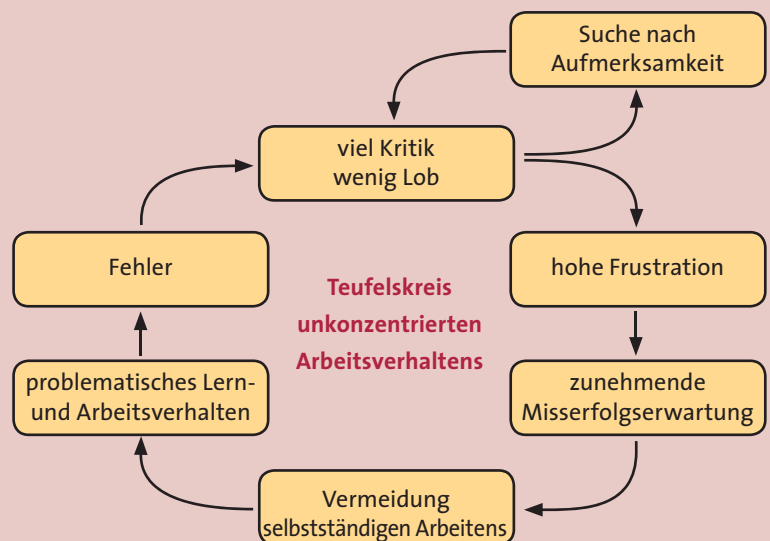 Suche nach
Aufmerksamkeit
viel Kritik
wenig Lob
Fehler
hohe Frustration
Teufelskreis
unkonzentrierten
Arbeitsverhaltens
problematisches Lern-
und Arbeitsverhalten
zunehmende
Misserfolgserwartung
Vermeidung
selbstständigen Arbeitens